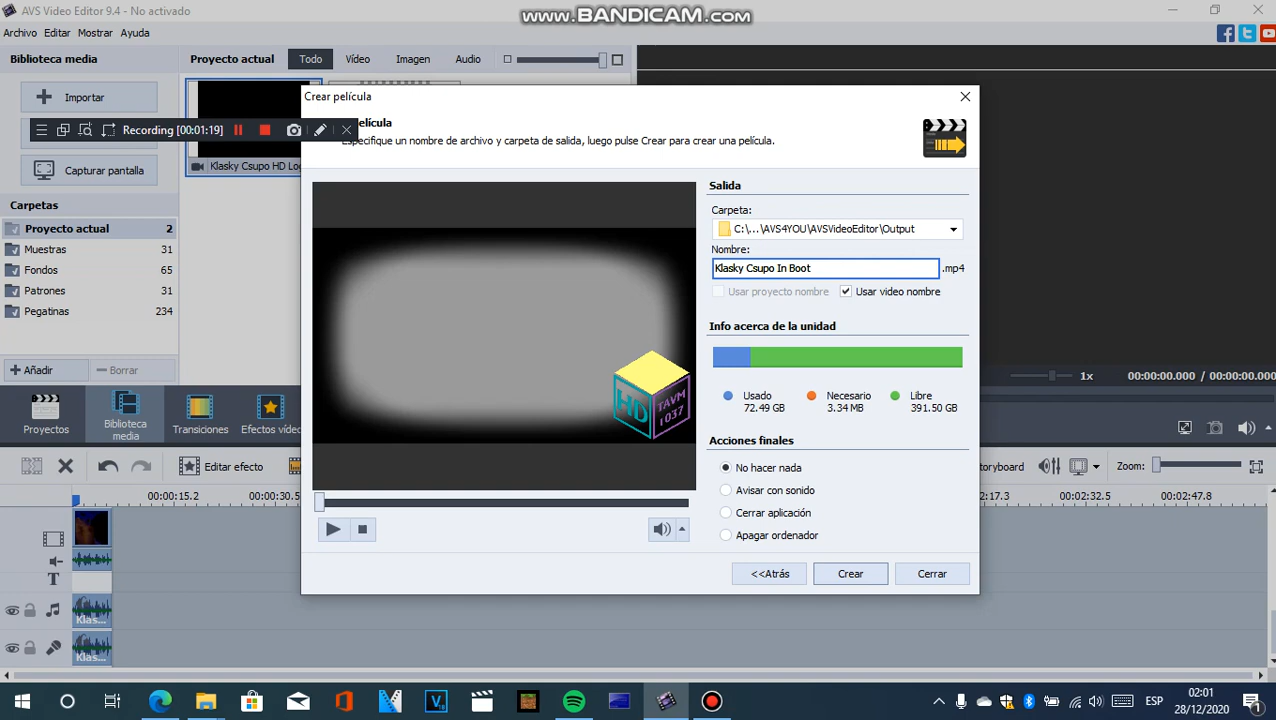 AVS Video Editor 9.4 - No activado
www.BANDICAM.com
Archivo Editar Mostrar Ayuda
Biblioteca media
Proyecto actual Todo Vídeo Imagen Audio
Importar
Recording [00:01:19]
Capturar pantalla
Klasky Csupo HD Log
Carpetas
Proyecto actual 2
Muestras 31
Fondos 65
Patrones 31
Pegatinas 234
Añadir Borrar
Crear película
película
Especifique un nombre de archivo y carpeta de salida, luego pulse Crear para crear una película.
HD
TAVM
1037
Salida
Carpeta:
C:\...\AVS4YOU\AVSVideoEditor\Output
Nombre:
Klasky Csupo In Boot .mp4
Usar proyecto nombre Usar video nombre
Info acerca de la unidad
Usado Necesario Libre
72.49 GB 3.34 MB 391.50 GB
Acciones finales
No hacer nada
Avisar con sonido
Cerrar aplicación
Apagar ordenador
<<Atrás Crear Cerrar
1x 00:00:00.000 / 00:00:00.000
Proyectos Biblioteca media Transiciones Efectos víde
Editar efecto toryboard Zoom:
00:00:15.2 00:00:30.5 2:17.3 00:02:32.5 00:02:47.8
T
Klas...
Klas...
ESP
02:01
28/12/2020
1